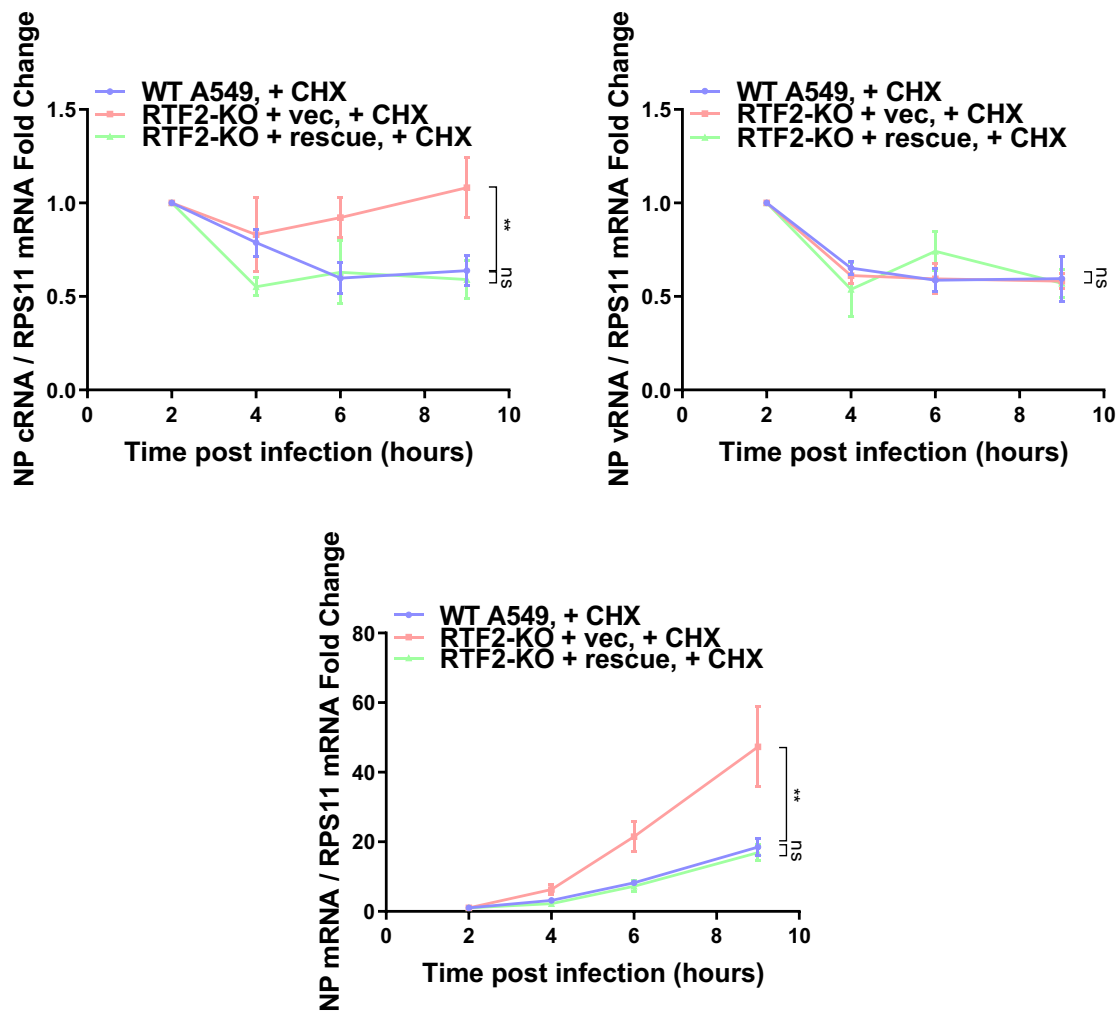 NP cRNA / RPS11 mRNA Fold Change
WT A549, + CHX
RTF2-KO + vec, + CHX
RTF2-KO + rescue, + CHX
1.5
1.0
0.5
0.0
**
ns
0 2 4 6 8 10
Time post infection (hours)
NP vRNA / RPS11 mRNA Fold Change
WT A549, + CHX
RTF2-KO + vec, + CHX
RTF2-KO + rescue, + CHX
1.5
1.0
0.5
0.0
ns
0 2 4 6 8 10
Time post infection (hours)
NP mRNA / RPS11 mRNA Fold Change
WT A549, + CHX
RTF2-KO + vec, + CHX
RTF2-KO + rescue, + CHX
80
60
40
20
0
**
ns
0 2 4 6 8 10
Time post infection (hours)